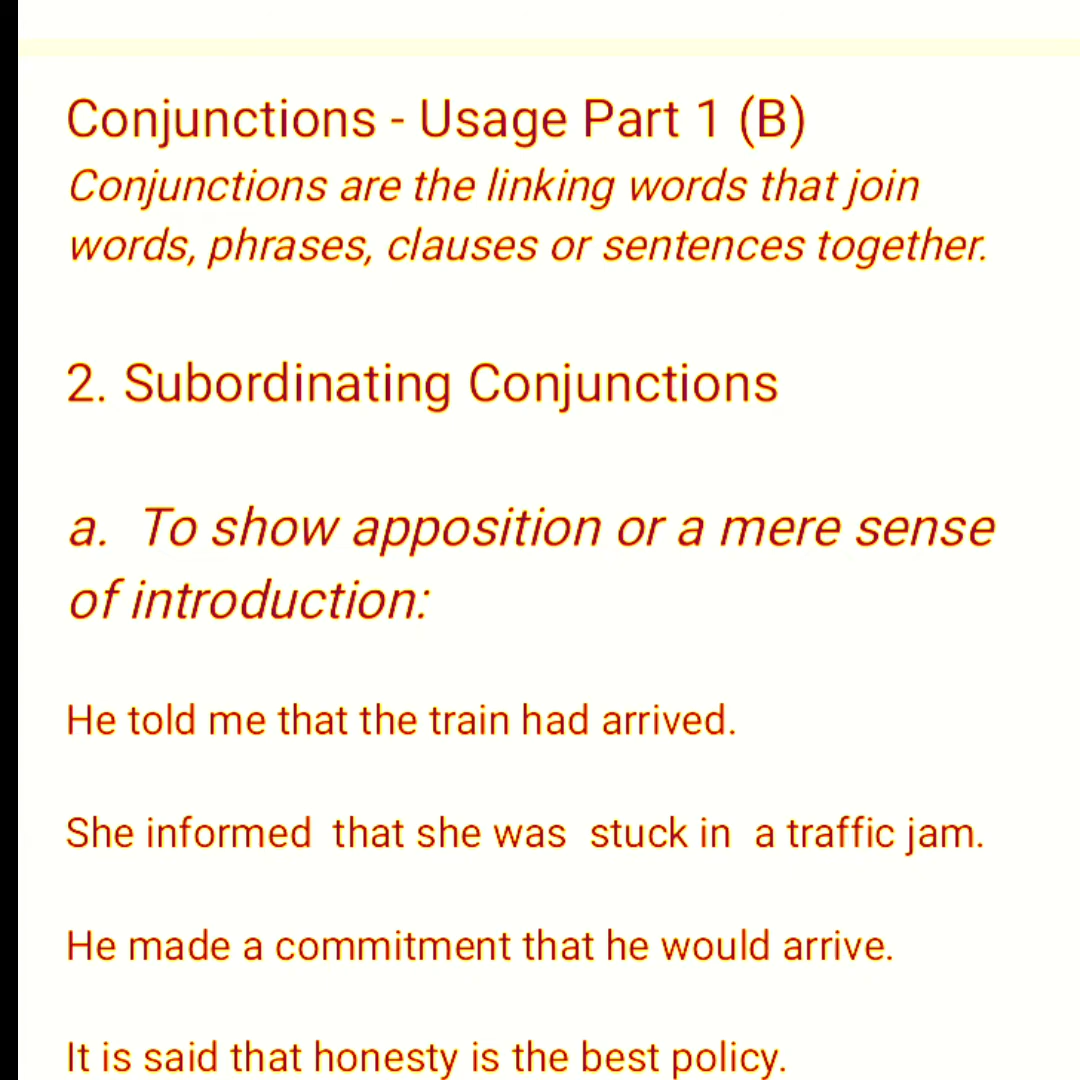 Conjunctions - Usage Part 1 (B)
Conjunctions are the linking words that join
words, phrases, clauses or sentences together.
2. Subordinating Conjunctions
a. To show apposition or a mere sense
of introduction:
He told me that the train had arrived.
She informed that she was stuck in a traffic jam.
He made a commitment that he would arrive.
It is said that honesty is the best policy.